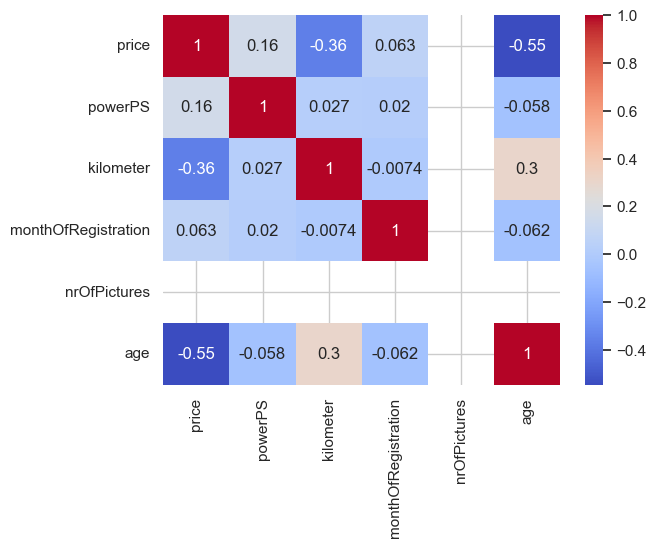 price 1 0.16 -0.36 0.063 -0.55
powerPS 0.16 1 0.027 0.02 -0.058
kilometer -0.36 0.027 1 -0.0074 0.3
monthOfRegistration 0.063 0.02 -0.0074 1 -0.062
nrOfPictures
age -0.55 -0.058 0.3 -0.062 1
price
powerPS
kilometer
monthOfRegistration
nrOfPictures
age
1.0
0.8
0.6
0.4
0.2
0.0
−0.2
−0.4